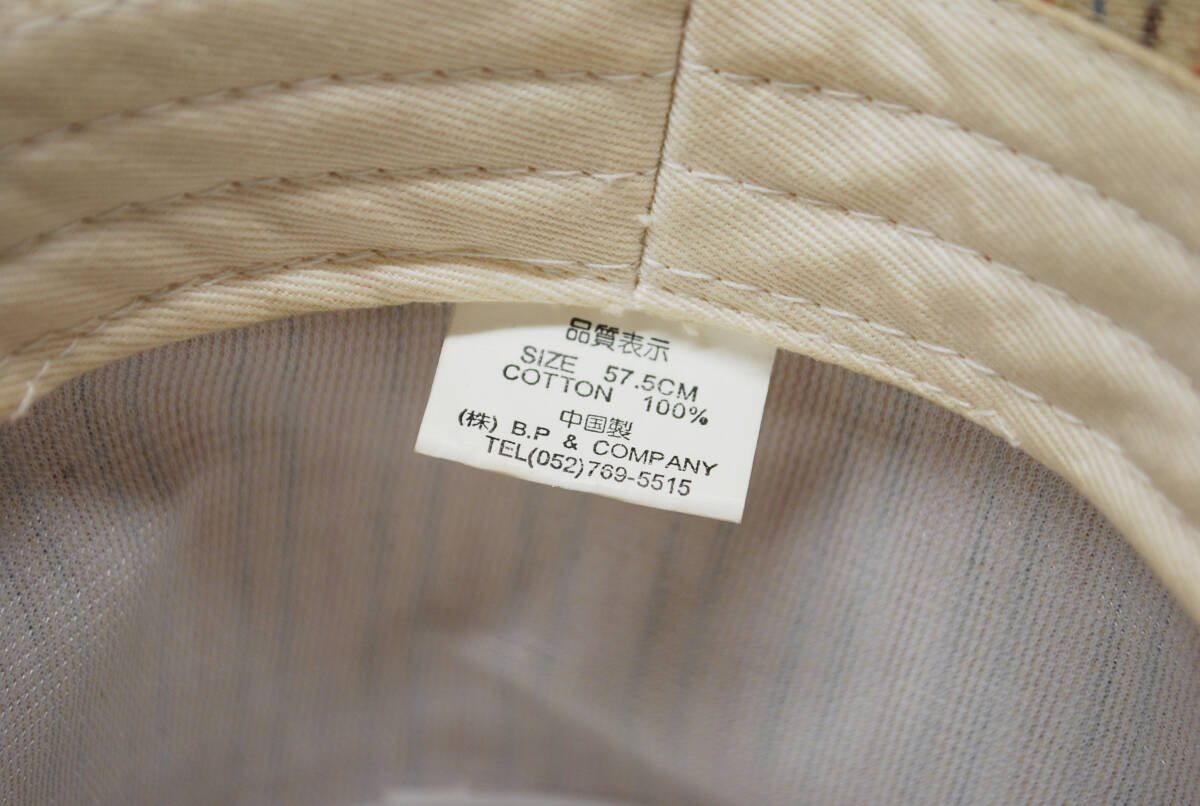 品質表示
SIZE 57.5CM
COTTON 100%
中国製
(株) B.P & COMPANY
TEL(052)769-5515